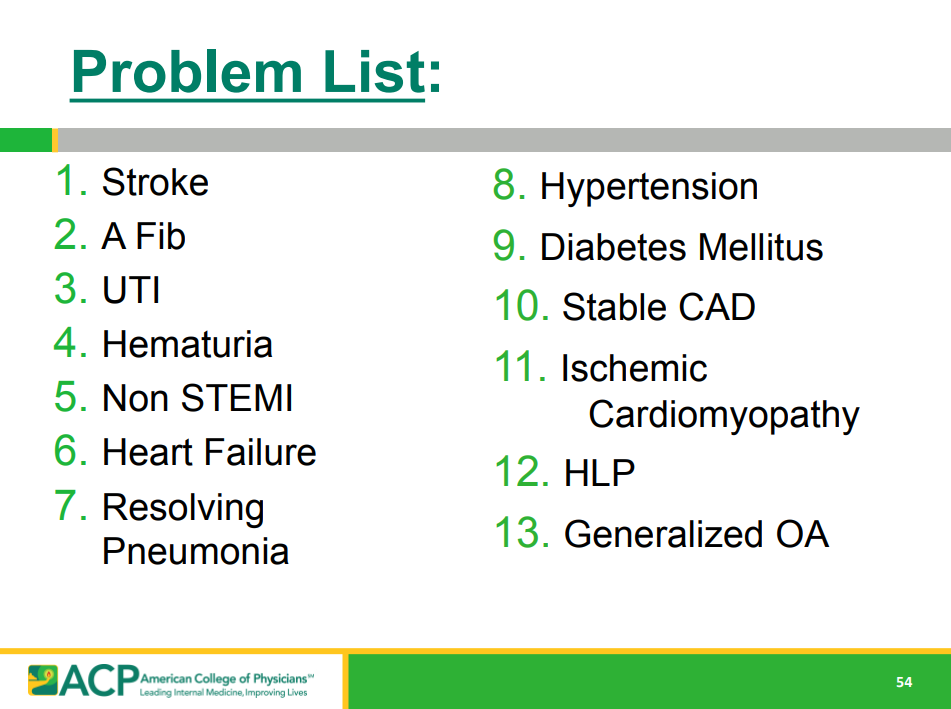 Problem List:
1. Stroke
2. A Fib
3. UTI
4. Hematuria
5. Non STEMI
6. Heart Failure
7. Resolving
Pneumonia
8. Hypertension
9. Diabetes Mellitus
10. Stable CAD
11. Ischemic
Cardiomyopathy
12. HLP
13. Generalized OA
ACP American College of Physicians℠
Leading Internal Medicine, Improving Lives
54